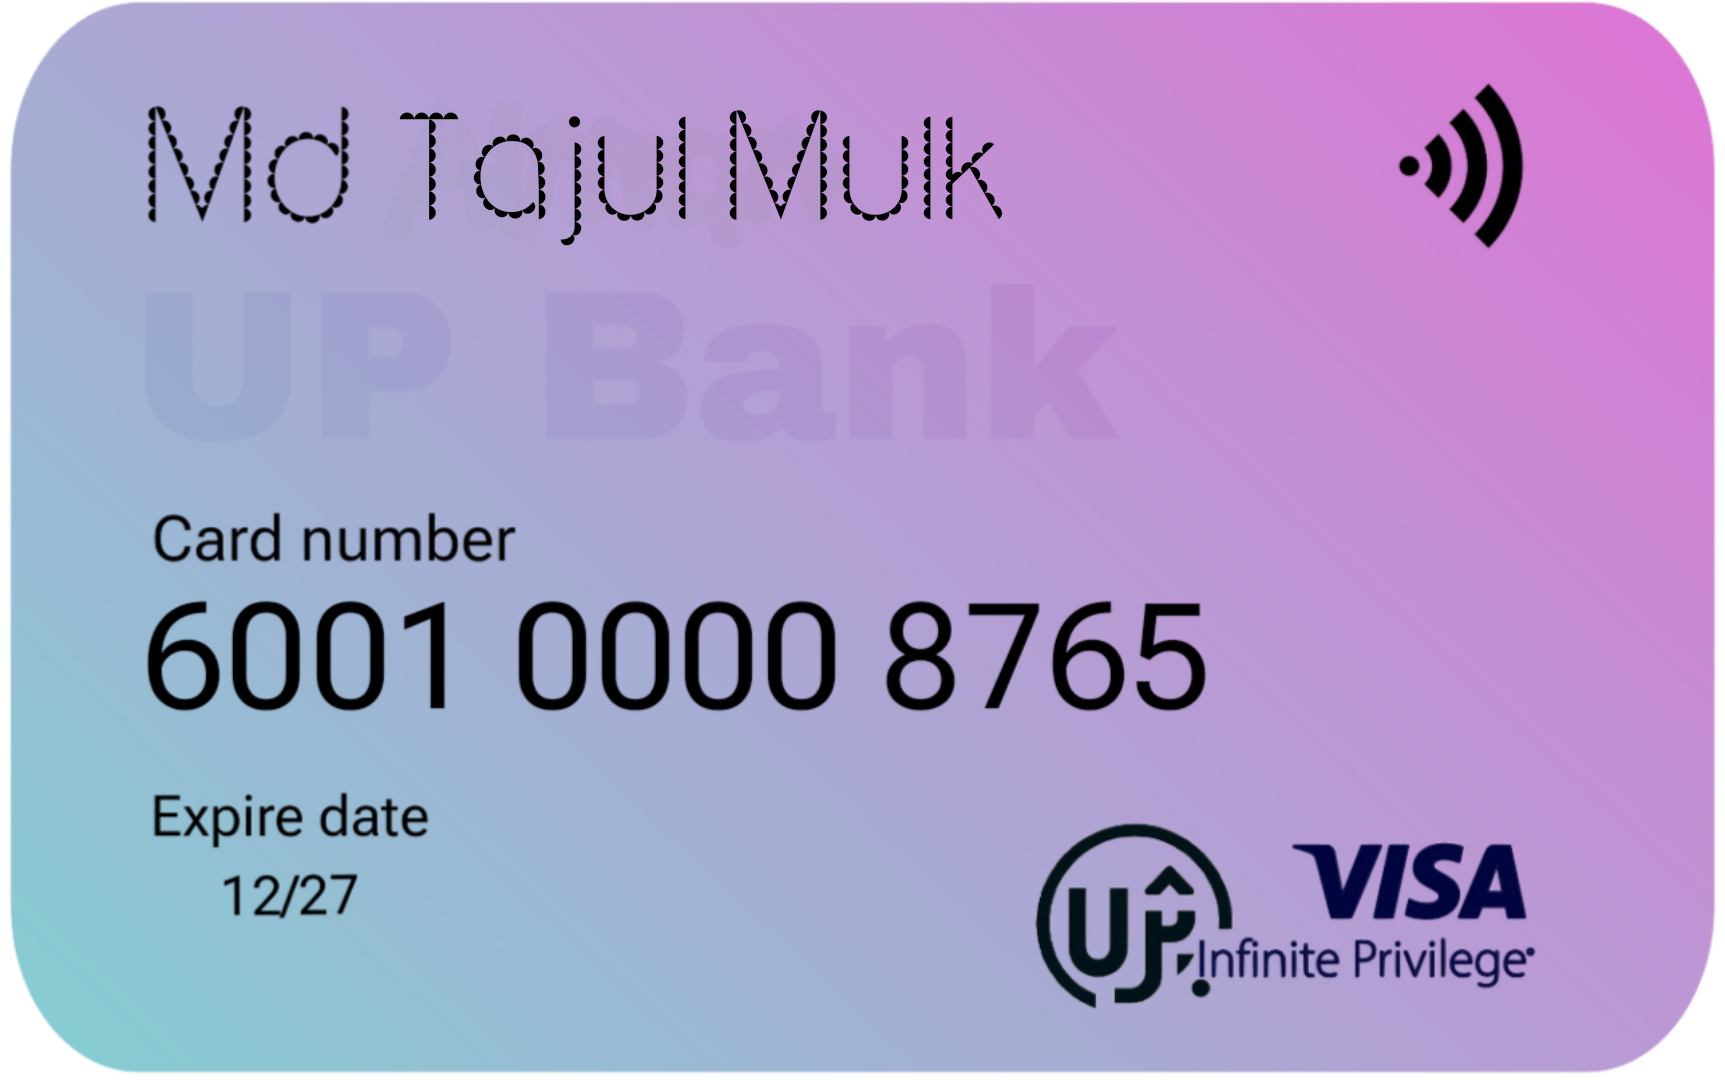 Md Tajul Mulk
UP Bank
Card number
6001 0000 8765
Expire date
12/27
UP
VISA
Infinite Privilege